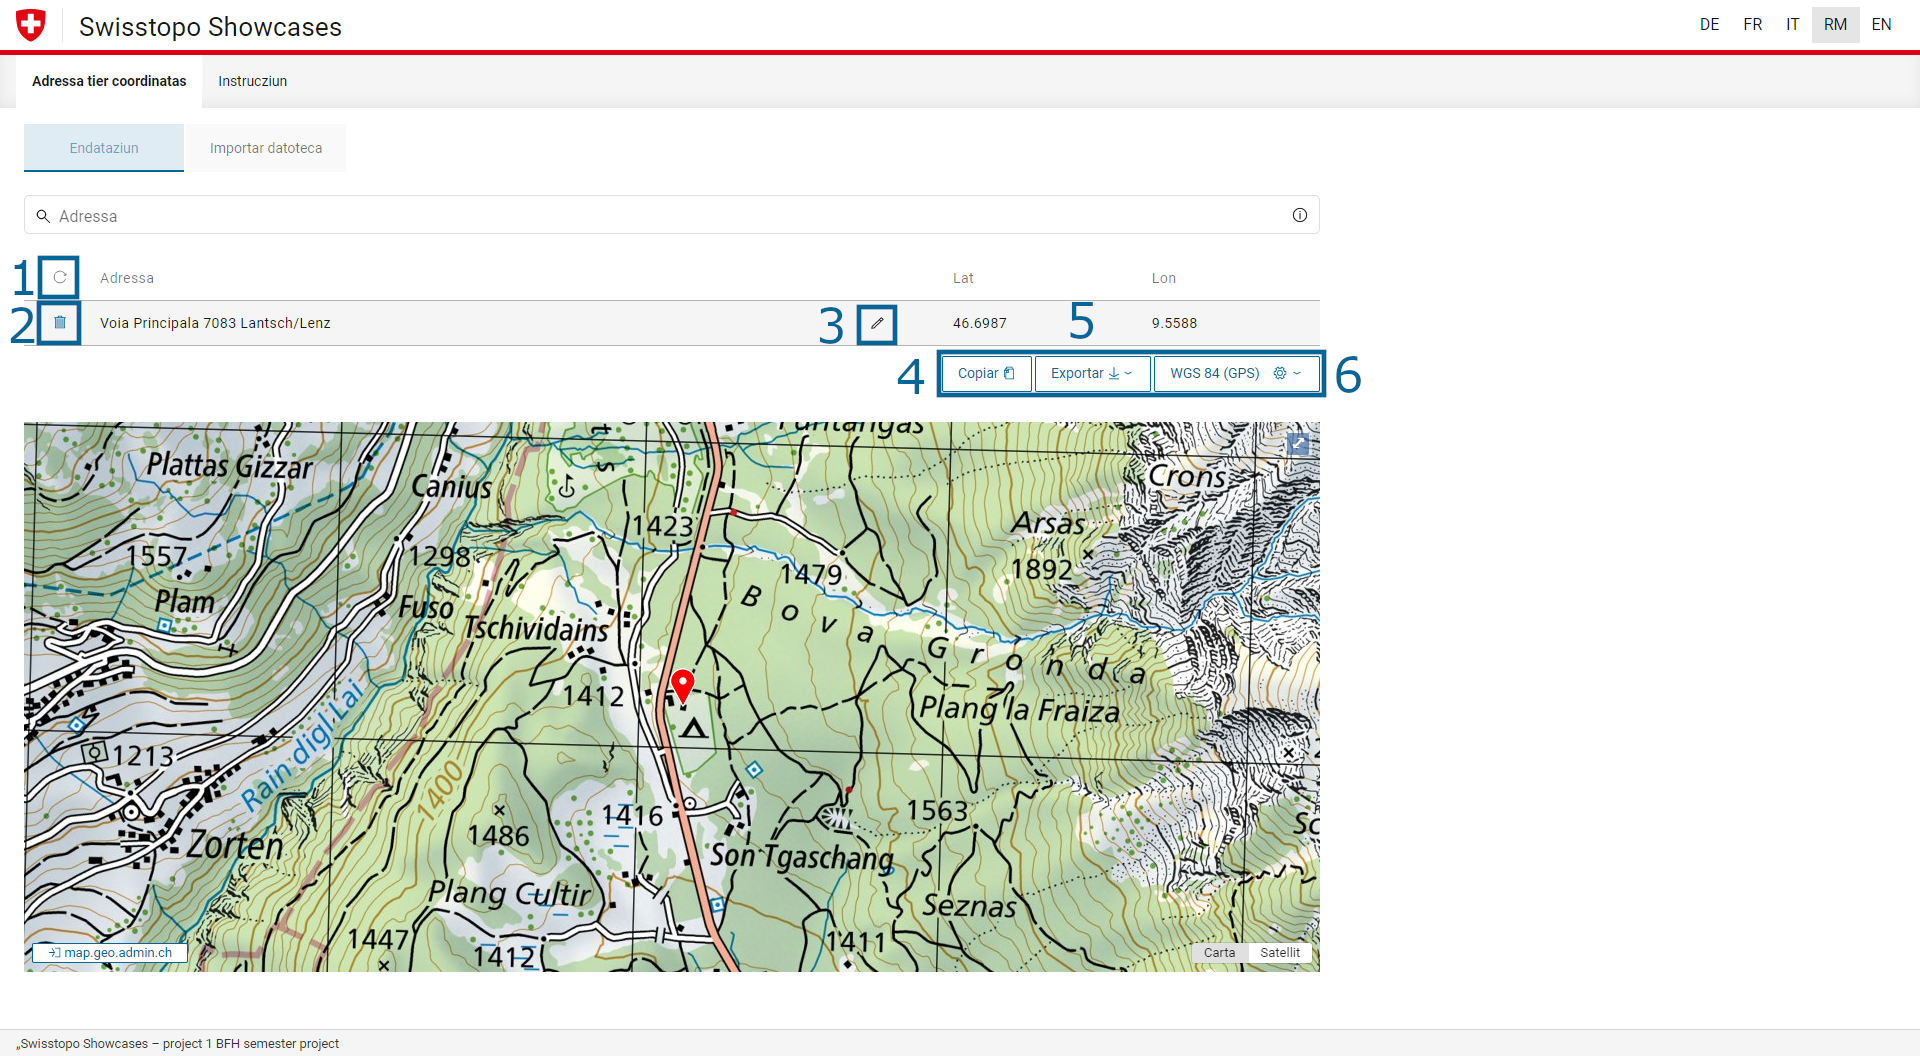 Swisstopo Showcases
DE FR IT RM EN
Adressa tier coordinatas Instrucziun
Endataziun Importar datoteca
Adressa
1 Adressa Lat Lon
2 Voia Principala 7083 Lantsch/Lenz 3 46.6987 5 9.5588
4 Copiar Exportar WGS 84 (GPS) 6
Plattas Gizzar
Canius
Crons
1423
Arsas
1557
1298
1479
1892
Plam
Fuso
Tschividains
Bova Gronda
1412
Plang la Fraiza
1213
Rain digl Lai
1400
1416
1563
1486
Zorten
Son Tgaschang
Plang Cultir
Seznas
1447
1412
1411
map.geo.admin.ch
Carta Satellit
„Swisstopo Showcases – project 1 BFH semester project